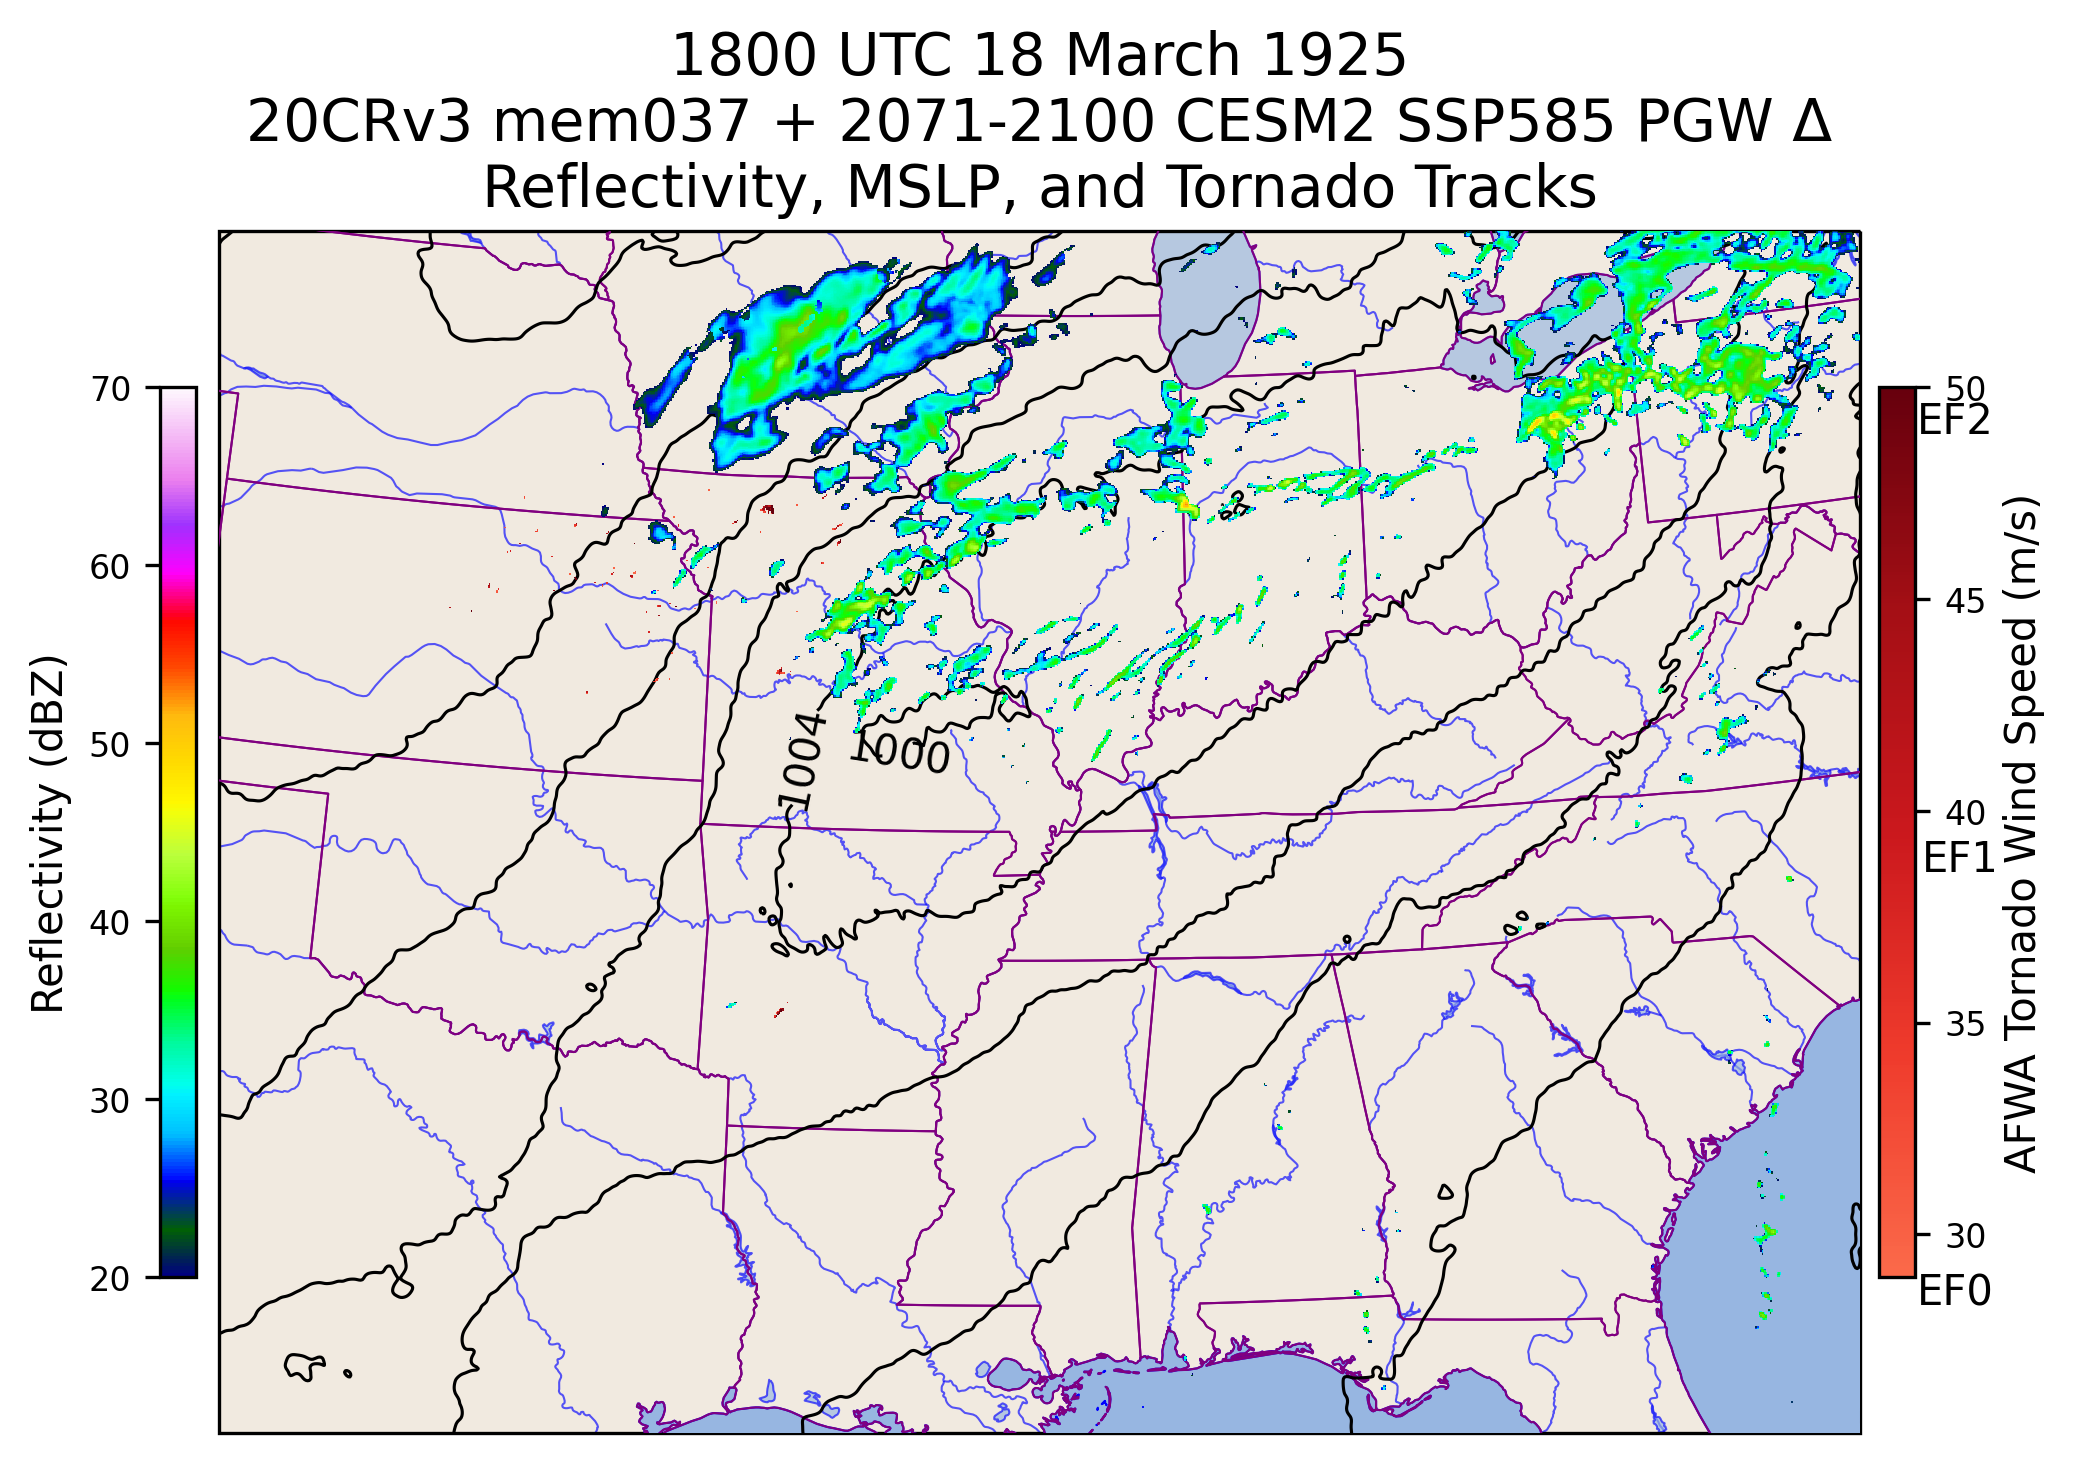 1800 UTC 18 March 1925
20CRv3 mem037 + 2071-2100 CESM2 SSP585 PGW Δ
Reflectivity, MSLP, and Tornado Tracks
Reflectivity (dBZ)
70
60
50
40
30
20
1004
1000
50
EF2
45
40
EF1
35
30
EF0
AFWA Tornado Wind Speed (m/s)